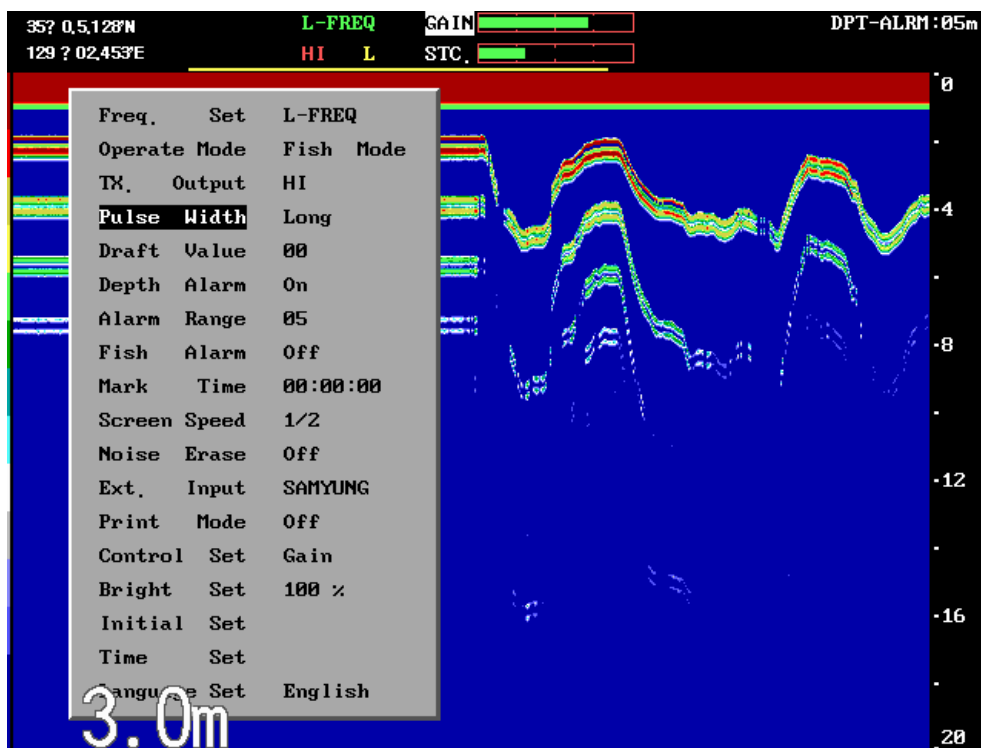 35? 0,5,128'N L-FREQ GAIN DPT-ALRM:05m
129 ? 02,453'E HI L STC.
Freq. Set L-FREQ
Operate Mode Fish Mode
TX. Output HI
Pulse Width Long
Draft Value 00
Depth Alarm On
Alarm Range 05
Fish Alarm Off
Mark Time 00:00:00
Screen Speed 1/2
Noise Erase Off
Ext. Input SAMYUNG
Print Mode Off
Control Set Gain
Bright Set 100 %
Initial Set
Time Set
Language Set English
3.0m
0
4
8
12
16
20